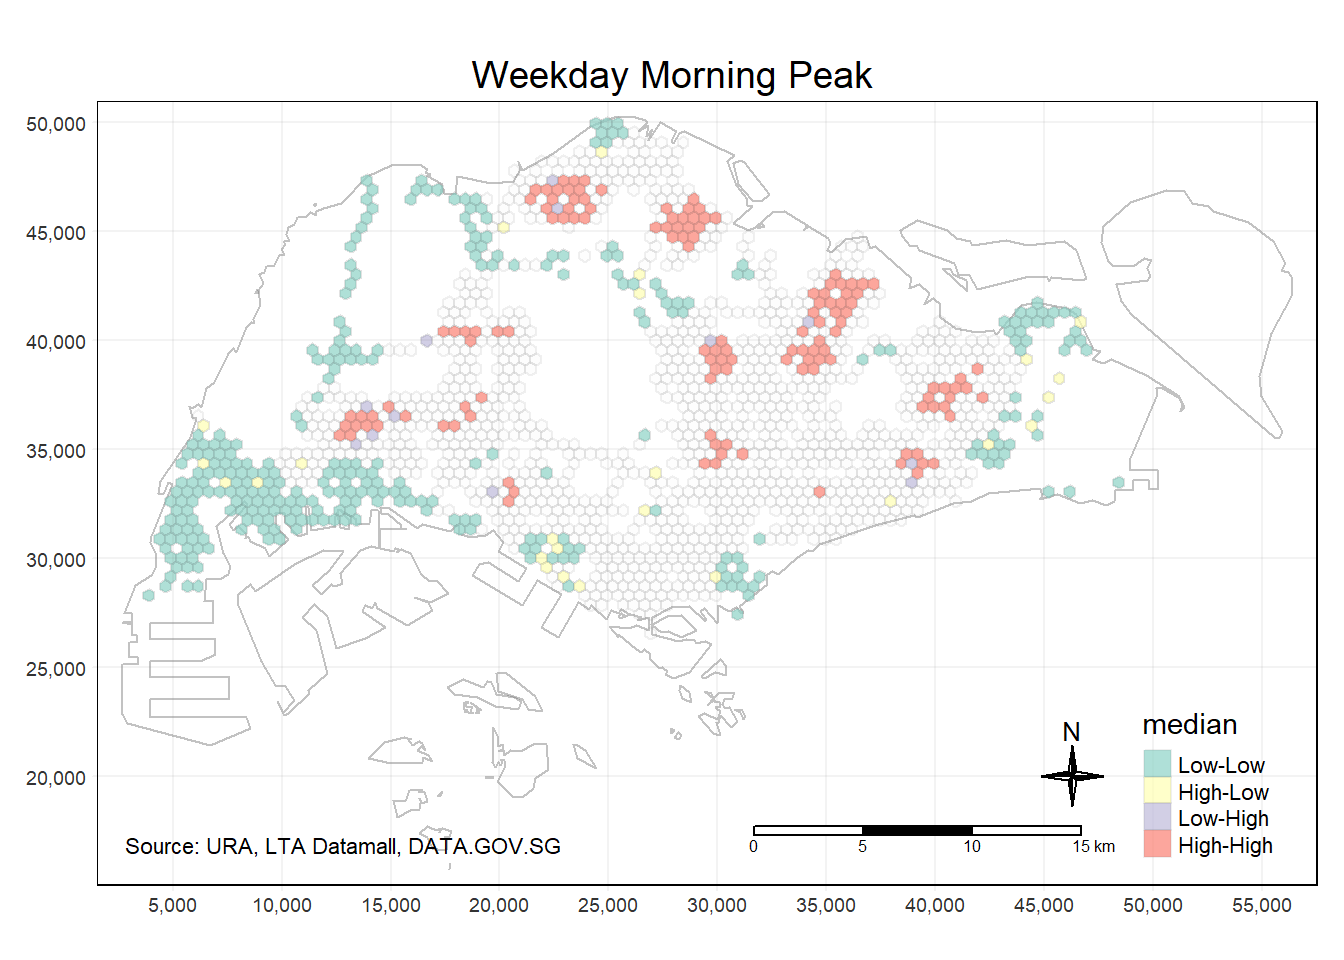 Weekday Morning Peak
50,000
45,000
40,000
35,000
30,000
25,000
20,000
N
median
Low-Low
High-Low
Low-High
High-High
Source: URA, LTA Datamall, DATA.GOV.SG
0 5 10 15 km
5,000 10,000 15,000 20,000 25,000 30,000 35,000 40,000 45,000 50,000 55,000